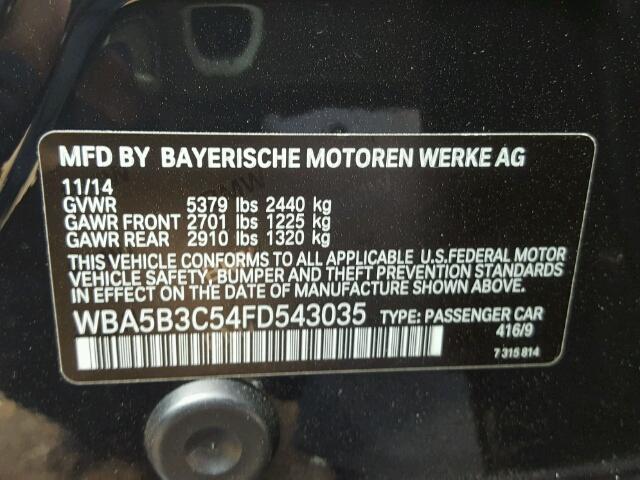 MFD BY BAYERISCHE MOTOREN WERKE AG
11/14
GVWR 5379 lbs 2440 kg
GAWR FRONT 2701 lbs 1225 kg
GAWR REAR 2910 lbs 1320 kg
THIS VEHICLE CONFORMS TO ALL APPLICABLE U.S.FEDERAL MOTOR
VEHICLE SAFETY, BUMPER AND THEFT PREVENTION STANDARDS
IN EFFECT ON THE DATE OF MANUFACTURE SHOWN ABOVE.
WBA5B3C54FD543035 TYPE: PASSENGER CAR
416/9
7 315 814